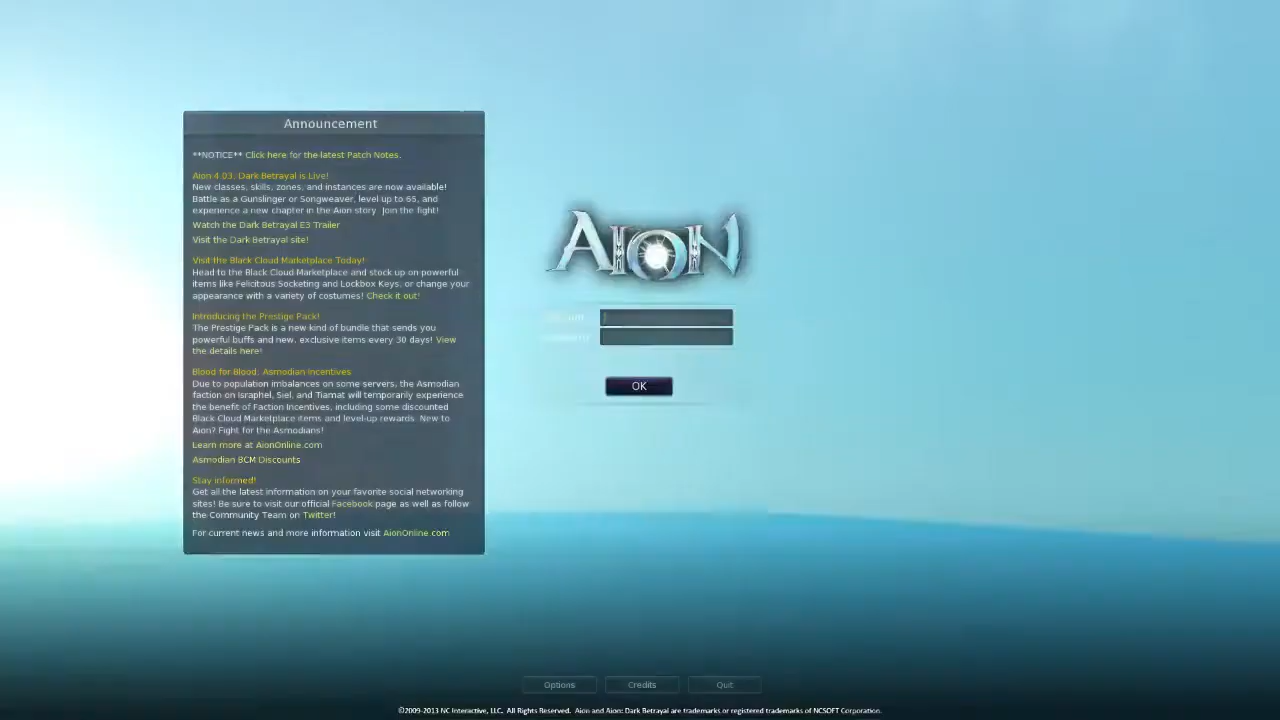 Announcement
**NOTICE** Click here for the latest Patch Notes.
Aion 4.03: Dark Betrayal is Live!
New classes, skills, zones, and instances are now available!
Battle as a Gunslinger or Songweaver, level up to 65, and
experience a new chapter in the Aion story. Join the fight!
Watch the Dark Betrayal E3 Trailer
Visit the Dark Betrayal site!
Visit the Black Cloud Marketplace Today!
Head to the Black Cloud Marketplace and stock up on powerful
items like Felicitous Socketing and Lockbox Keys, or change your
appearance with a variety of costumes! Check it out!
Introducing the Prestige Pack!
The Prestige Pack is a new kind of bundle that sends you
powerful buffs and new, exclusive items every 30 days! View
the details here!
Blood for Blood: Asmodian Incentives
Due to population imbalances on some servers, the Asmodian
faction on Israphel, Siel, and Tiamat will temporarily experience
the benefit of Faction Incentives, including some discounted
Black Cloud Marketplace items and level-up rewards. New to
Aion? Fight for the Asmodians!
Learn more at AionOnline.com
Asmodian BCM Discounts
Stay informed!
Get all the latest information on your favorite social networking
sites! Be sure to visit our official Facebook page as well as follow
the Community Team on Twitter!
For current news and more information visit AionOnline.com
AION
OK
Options
Credits
Quit
©2009-2013 NC Interactive, LLC. All Rights Reserved. Aion and Aion: Dark Betrayal are trademarks or registered trademarks of NCSOFT Corporation.